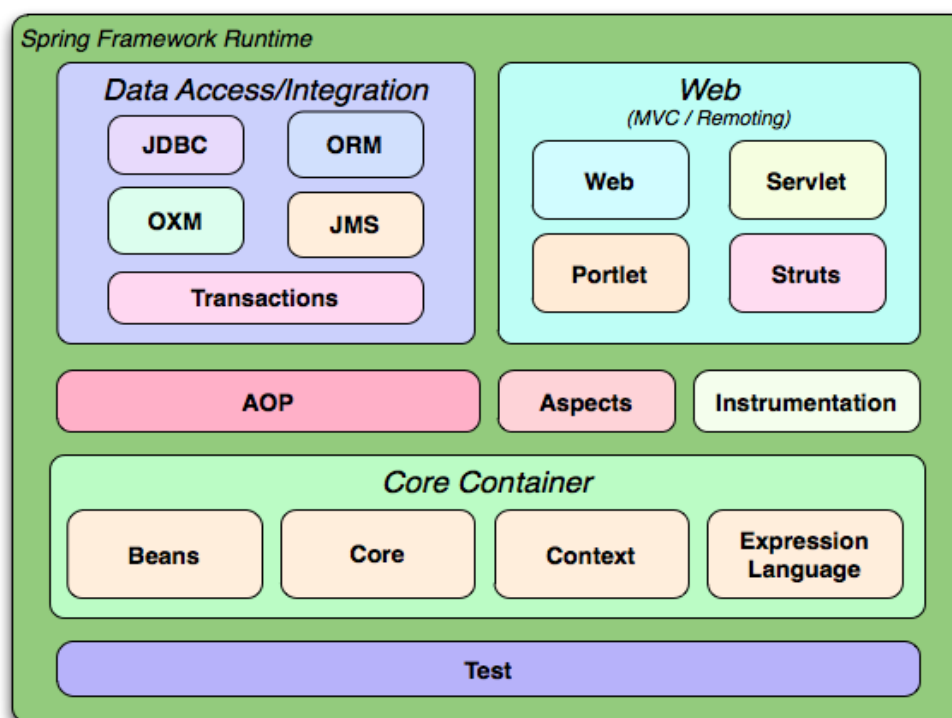 Spring Framework Runtime
Data Access/Integration
JDBC
ORM
OXM
JMS
Transactions
Web
(MVC / Remoting)
Web
Servlet
Portlet
Struts
AOP
Aspects
Instrumentation
Core Container
Beans
Core
Context
Expression
Language
Test